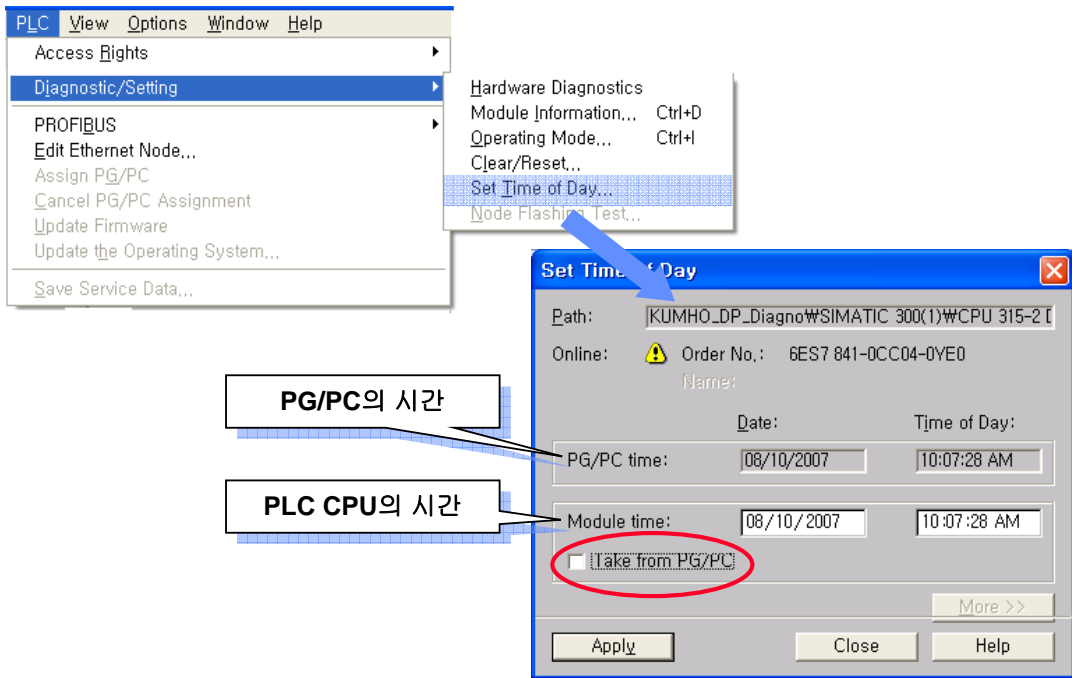 PLC View Options Window Help
Access Rights
Diagnostic/Setting
PROFIBUS
Edit Ethernet Node...
Assign PG/PC
Cancel PG/PC Assignment
Update Firmware
Update the Operating System...
Save Service Data...
Hardware Diagnostics
Module Information... Ctrl+D
Operating Mode... Ctrl+I
Clear/Reset...
Set Time of Day...
Node Flashing Test...
Set Time of Day
Path: KUMHO_DP_Diagno₩SIMATIC 300(1)₩CPU 315-2 D
Online: Order No.: 6ES7 841-0CC04-0YE0
Name:
Date: Time of Day:
PG/PC의 시간
PG/PC time: 08/10/2007 10:07:28 AM
PLC CPU의 시간
Module time: 08/10/2007 10:07:28 AM
Take from PG/PC
More >>
Apply Close Help